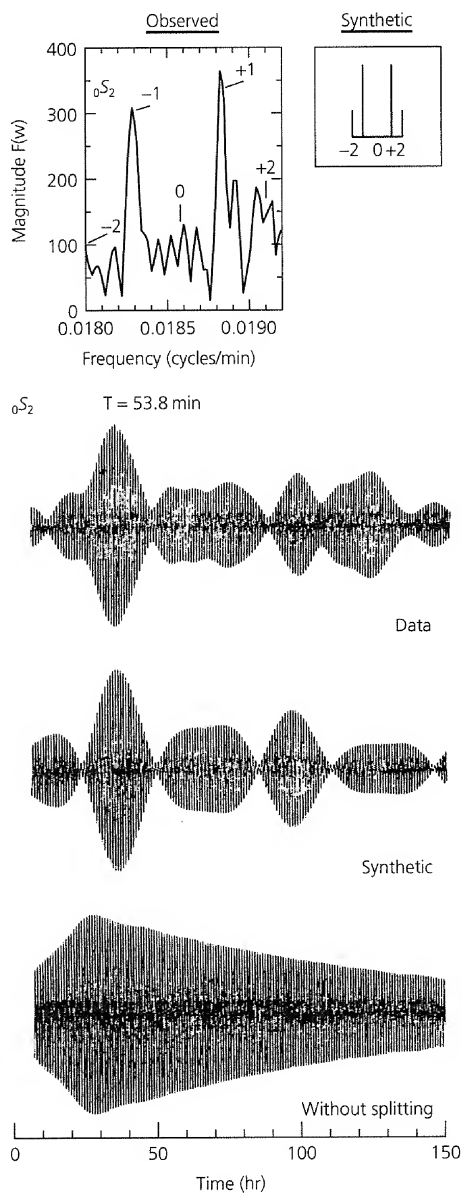 Observed
Synthetic
400
300
200
100
0
Magnitude F(w)
₀S₂
−1
+1
−2
0
+2
0.0180 0.0185 0.0190
Frequency (cycles/min)
−2 0 +2
₀S₂ T = 53.8 min
Data
Synthetic
Without splitting
0 50 100 150
Time (hr)